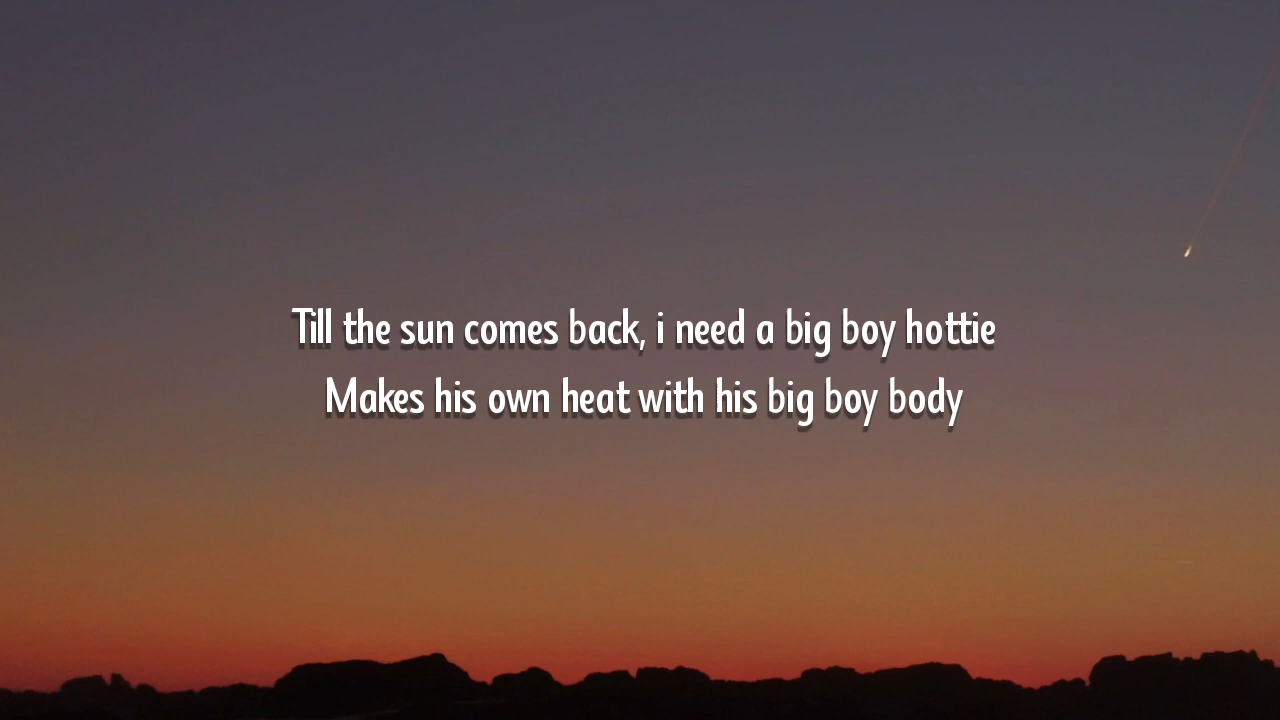 Till the sun comes back, i need a big boy hottie
Makes his own heat with his big boy body